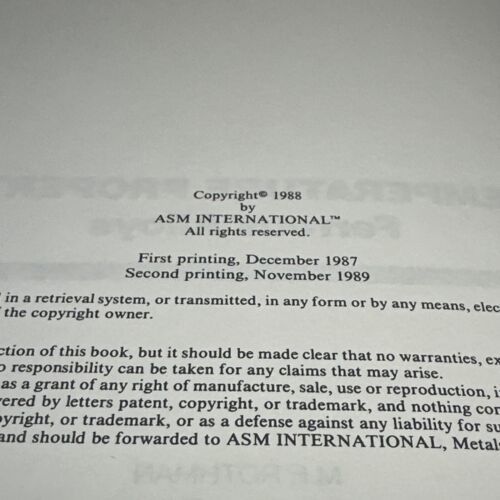 Copyright© 1988
by
ASM INTERNATIONAL™
All rights reserved.
First printing, December 1987
Second printing, November 1989
in a retrieval system, or transmitted, in any form or by any means, elec
the copyright owner.
ction of this book, but it should be made clear that no warranties, ex
responsibility can be taken for any claims that may arise.
as a grant of any right of manufacture, sale, use or reproduction, i
ered by letters patent, copyright, or trademark, and nothing con
pyright, or trademark, or as a defense against any liability for su
and should be forwarded to ASM INTERNATIONAL, Metals